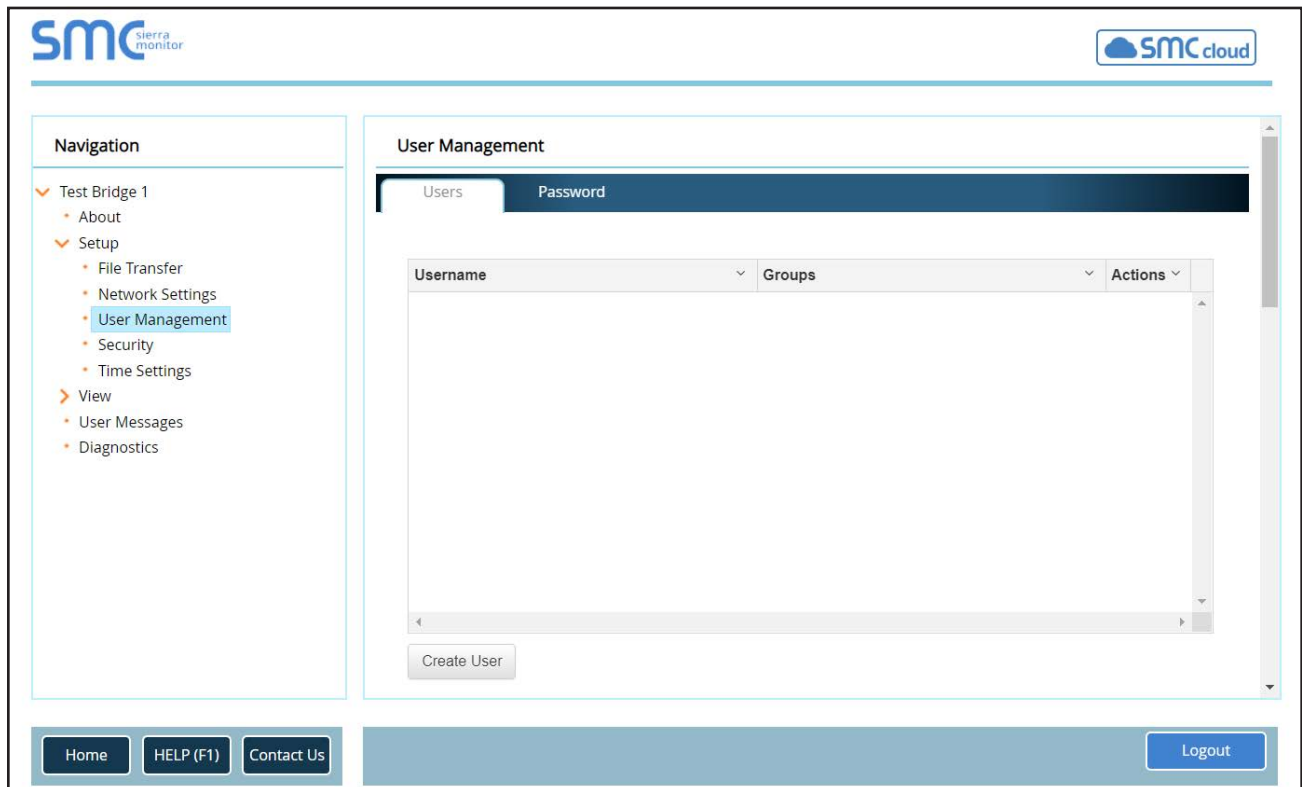 SMC sierra monitor
SMC cloud
Navigation
Test Bridge 1
About
Setup
File Transfer
Network Settings
User Management
Security
Time Settings
View
User Messages
Diagnostics
User Management
Users Password
Username Groups Actions
Create User
Home HELP (F1) Contact Us
Logout